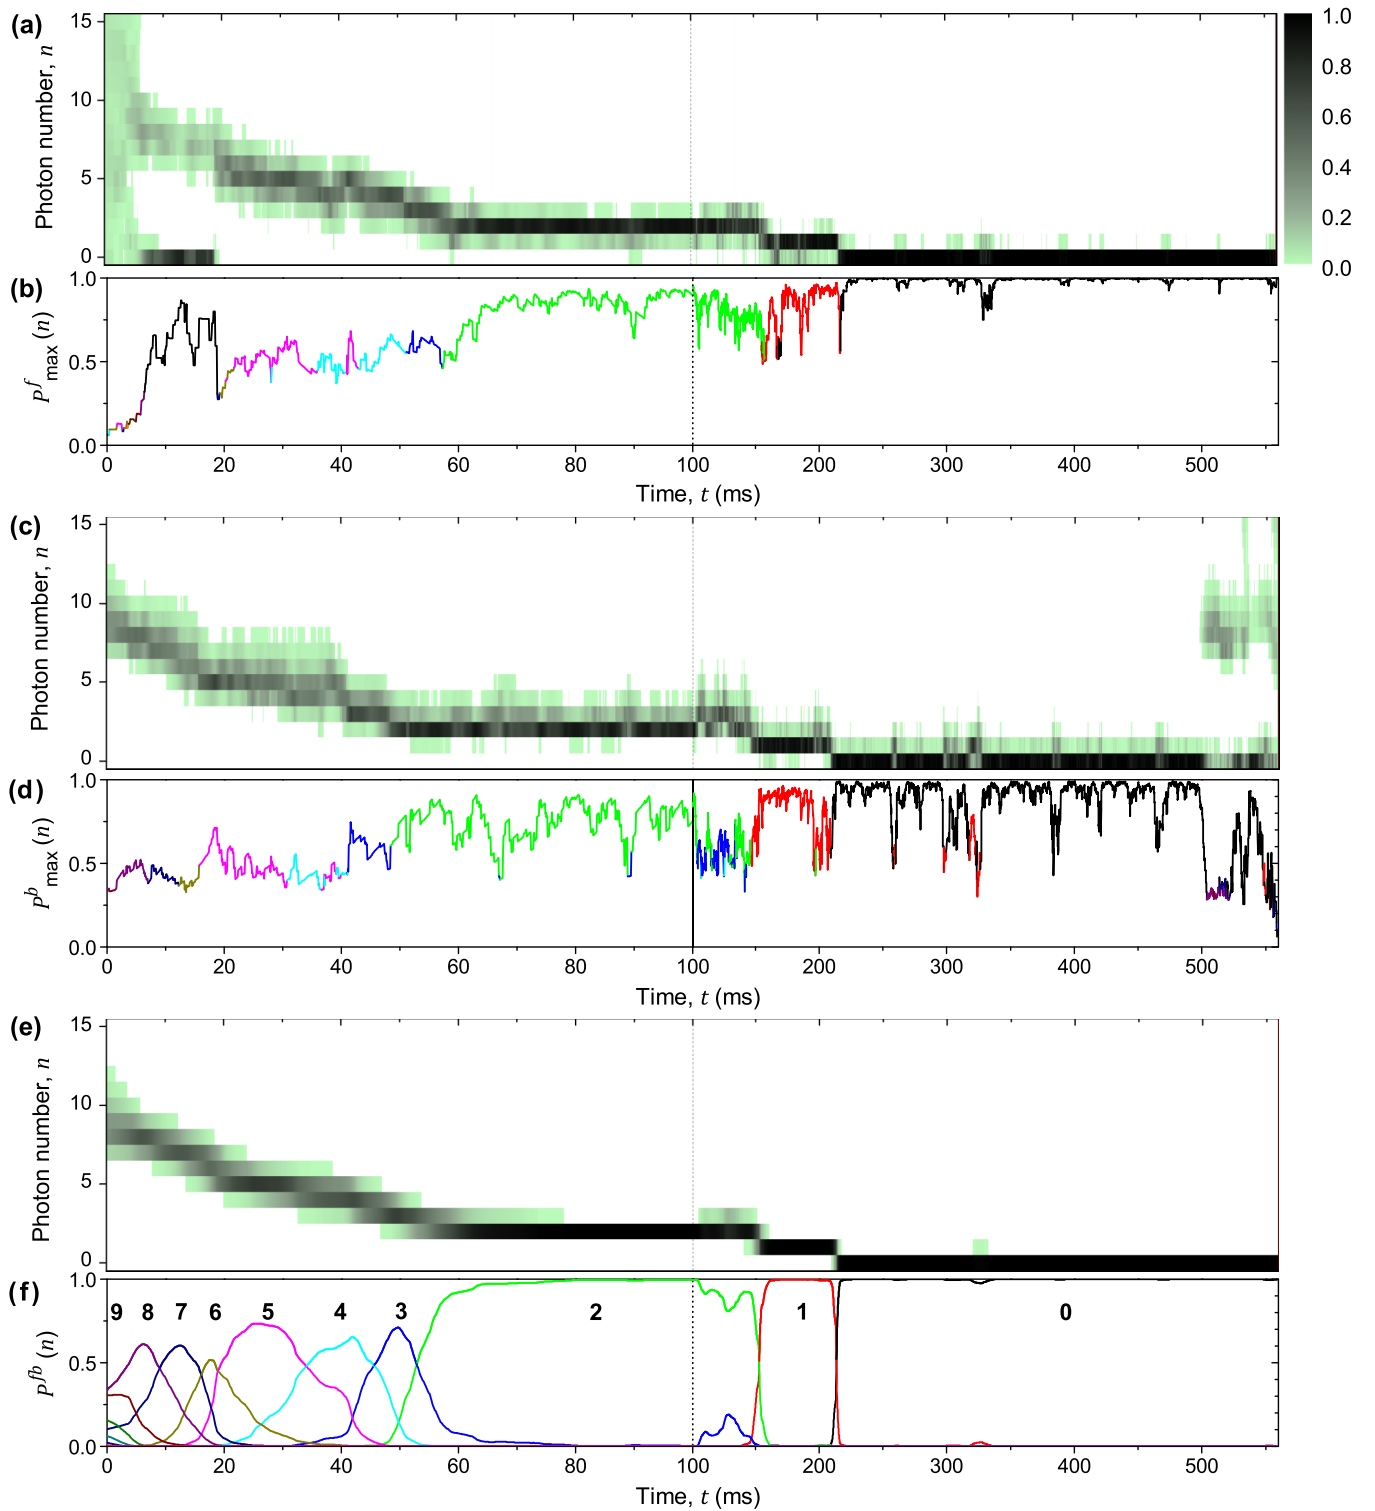 (a)
Photon number, n
15
10
5
0
1.0
0.8
0.6
0.4
0.2
0.0
(b)
P^f_max (n)
1.0
0.5
0.0
0 20 40 60 80 100 200 300 400 500
Time, t (ms)
(c)
Photon number, n
15
10
5
0
(d)
P^b_max (n)
1.0
0.5
0.0
0 20 40 60 80 100 200 300 400 500
Time, t (ms)
(e)
Photon number, n
15
10
5
0
(f)
P^fb (n)
1.0
0.5
0.0
9 8 7 6 5 4 3 2 1 0
0 20 40 60 80 100 200 300 400 500
Time, t (ms)